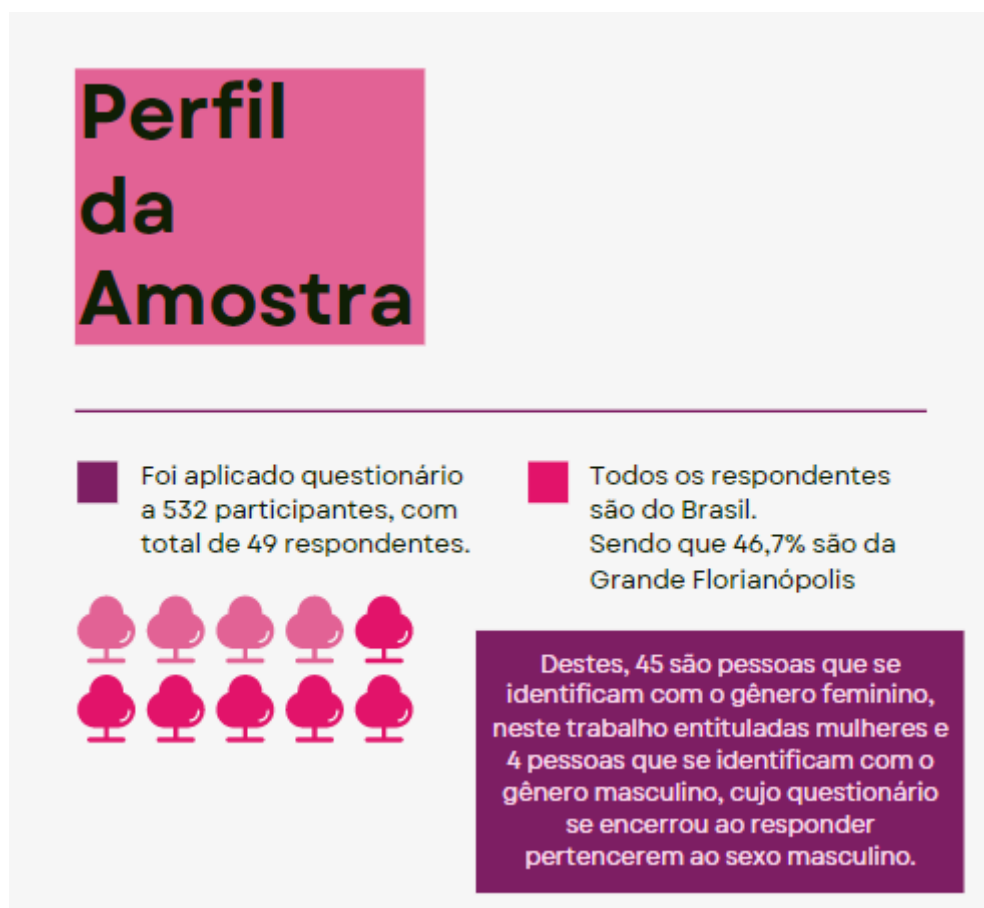 Perfil
da
Amostra
Foi aplicado questionário
a 532 participantes, com
total de 49 respondentes.
Todos os respondentes
são do Brasil.
Sendo que 46,7% são da
Grande Florianópolis
Destes, 45 são pessoas que se
identificam com o gênero feminino,
neste trabalho entituladas mulheres e
4 pessoas que se identificam com o
gênero masculino, cujo questionário
se encerrou ao responder
pertencerem ao sexo masculino.